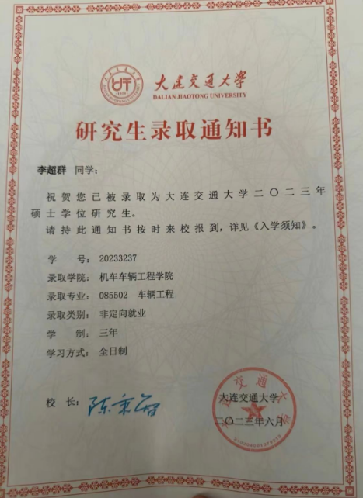 大连交通大学
DALIAN JIAOTONG UNIVERSITY
研究生录取通知书
李超群 同学:
祝贺您已被录取为大连交通大学二〇二三年
硕士学位研究生。
请持此通知书按时来校报到,详见《入学须知》。
学 号: 20233237
录取学院: 机车车辆工程学院
录取专业: 085502 车辆工程
录取类别: 非定向就业
学 制: 三年
学习方式: 全日制
校 长:
大连交通大学
二〇二三年六月